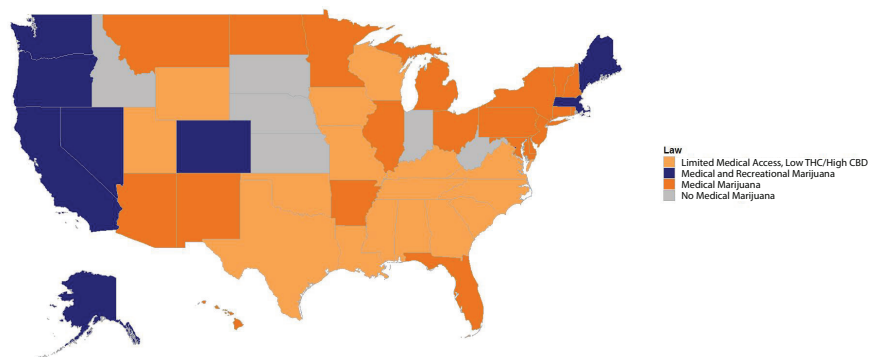 Law
Limited Medical Access, Low THC/High CBD
Medical and Recreational Marijuana
Medical Marijuana
No Medical Marijuana